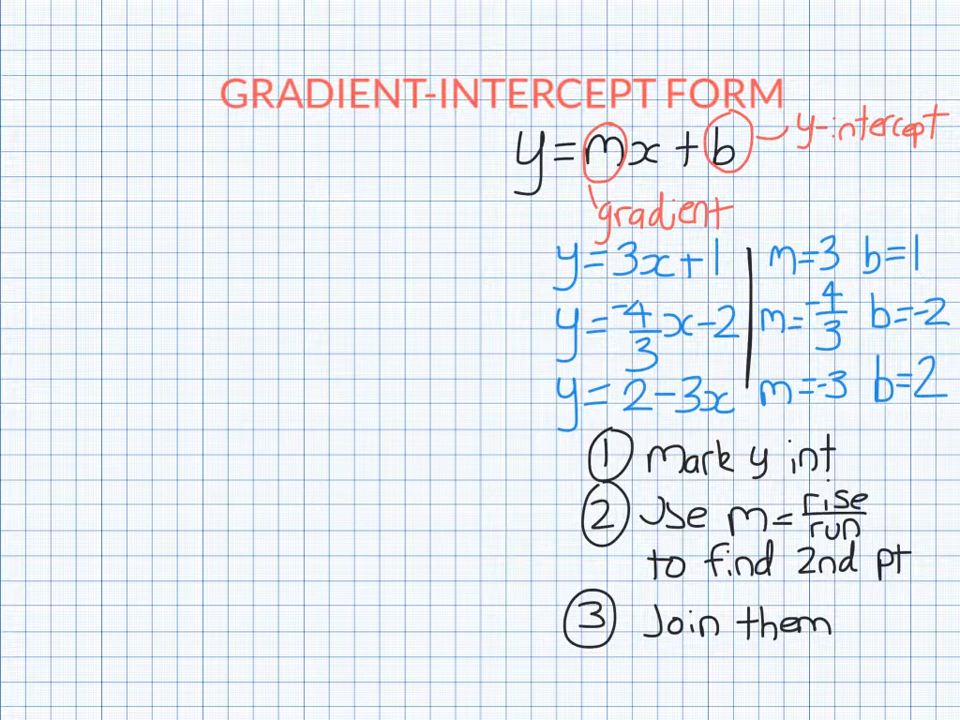 GRADIENT-INTERCEPT FORM
y = mx + b
y-intercept
gradient
y = 3x + 1 | m = 3 b = 1
y = -4/3 x - 2 | m = -4/3 b = -2
y = 2 - 3x | m = -3 b = 2
① mark y int
② Use m = rise/run
to find 2nd pt
③ Join them